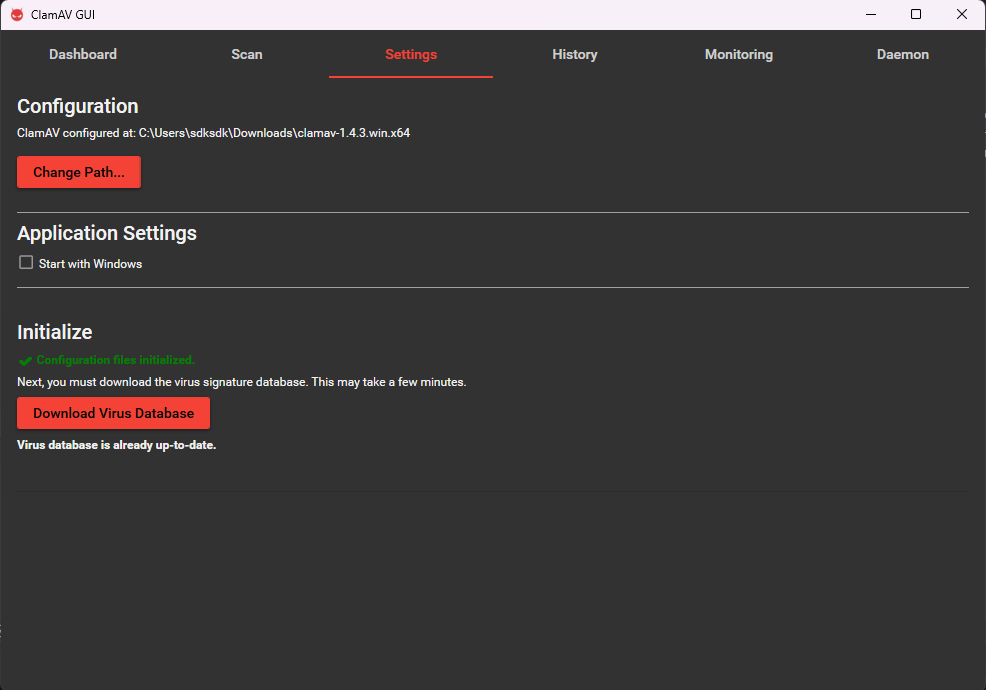 ClamAV GUI
Dashboard Scan Settings History Monitoring Daemon
Configuration
ClamAV configured at: C:\Users\sdksdk\Downloads\clamav-1.4.3.win.x64
Change Path...
Application Settings
Start with Windows
Initialize
Configuration files initialized.
Next, you must download the virus signature database. This may take a few minutes.
Download Virus Database
Virus database is already up-to-date.